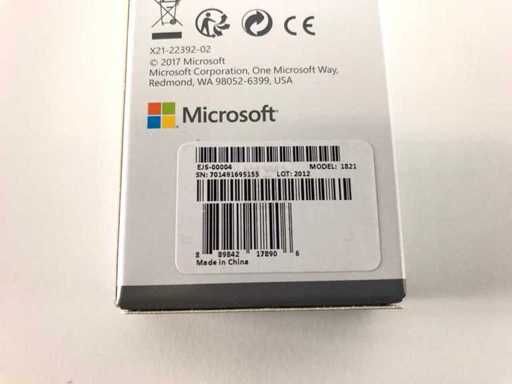 X21-22392-02
© 2017 Microsoft
Microsoft Corporation, One Microsoft Way,
Redmond, WA 98052-6399, USA
Microsoft
EJS-00004 MODEL: 1821
SN: 701491695155 LOT: 2012
8 89842 17890 6
Made in China